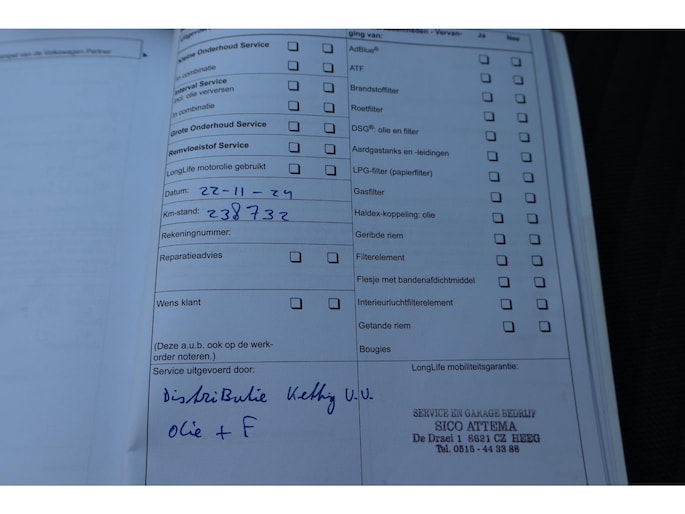 mpel van de Volkswagen Partner
ging van:
Ja
Nee
Kleine Onderhoud Service
In combinatie
Interval Service
incl. olie verversen
In combinatie
Grote Onderhoud Service
Remvloeistof Service
LongLife motorolie gebruikt
Datum: 22-11-24
Km-stand: 238732
Rekeningnummer:
Reparatieadvies
Wens klant
(Deze a.u.b. ook op de werk-
order noteren.)
AdBlue®
ATF
Brandstoffilter
Roetfilter
DSG®: olie en filter
Aardgastanks en -leidingen
LPG-filter (papierfilter)
Gasfilter
Haldex-koppeling: olie
Geribde riem
Filterelement
Flesje met bandenafdichtmiddel
Interieurluchtfilterelement
Getande riem
Bougies
Service uitgevoerd door:
Distributie Ketting V.V.
Olie + F
LongLife mobiliteitsgarantie:
SERVICE EN GARAGE BEDRIJF
SICO ATTEMA
De Draei 1 8621 CZ HEEG
Tel. 0515 - 44 33 88